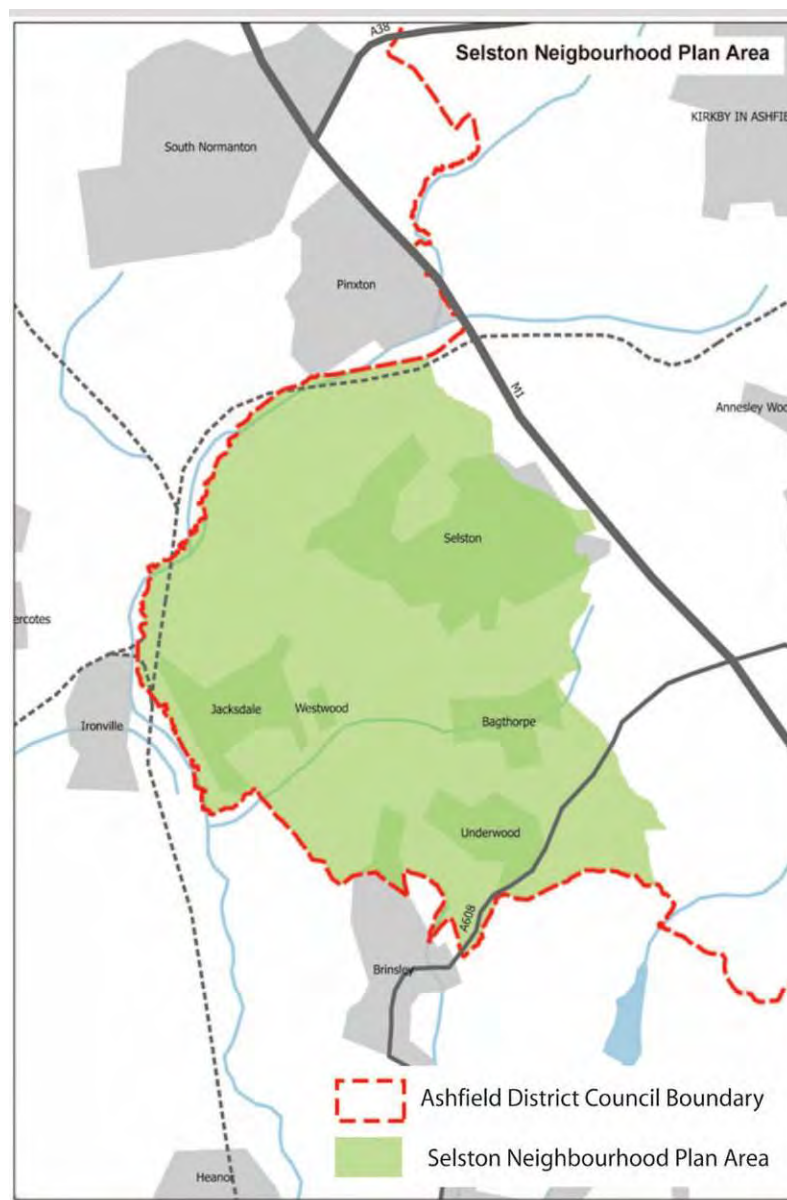 A38
Selston Neigbourhood Plan Area
South Normanton
KIRKBY IN ASHFIE
Pinxton
M1
Annesley Woo
Selston
ercotes
Jacksdale
Westwood
Bagthorpe
Ironville
Underwood
A608
Brinsley
Ashfield District Council Boundary
Selston Neighbourhood Plan Area
Heanor